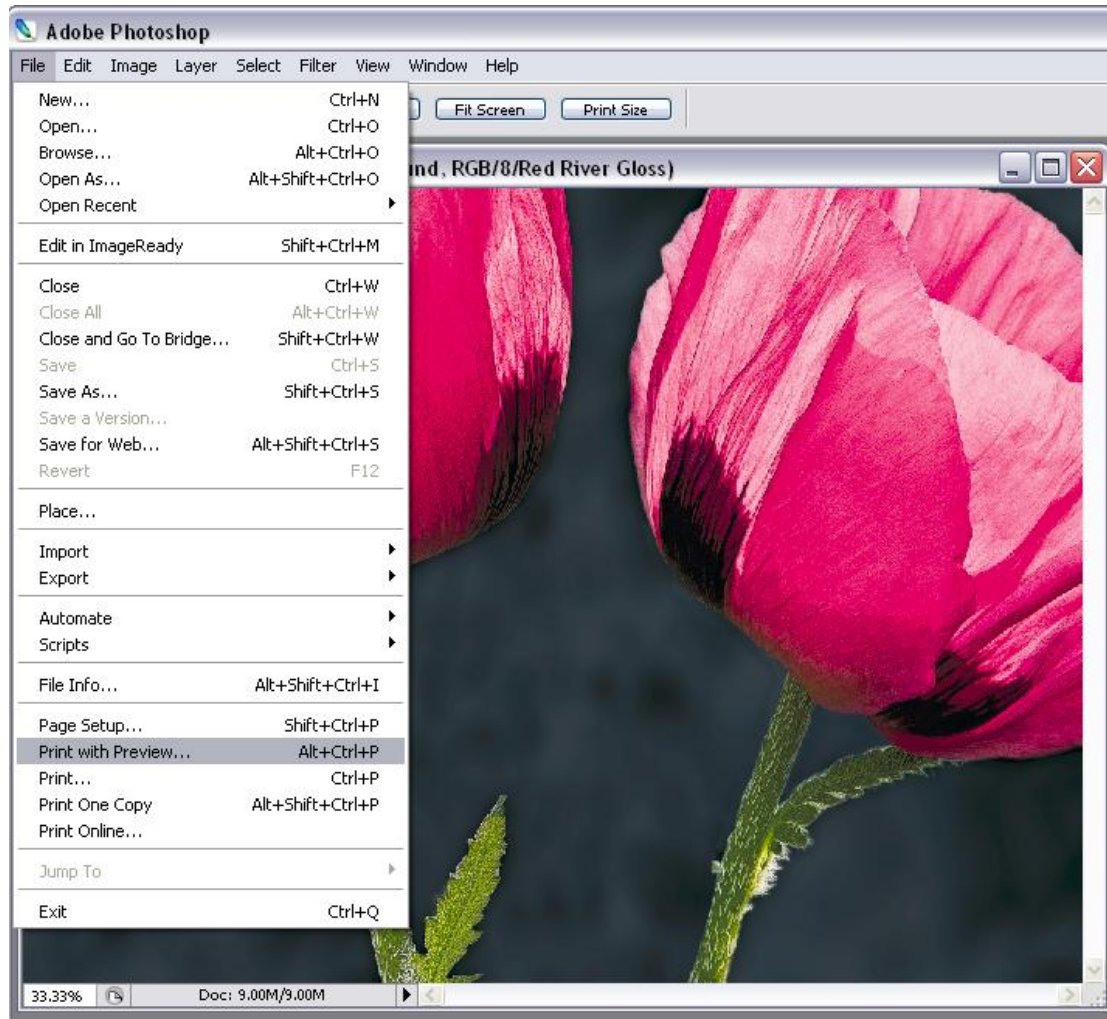 Adobe Photoshop
File Edit Image Layer Select Filter View Window Help
Fit Screen Print Size
und, RGB/8/Red River Gloss)
New... Ctrl+N
Open... Ctrl+O
Browse... Alt+Ctrl+O
Open As... Alt+Shift+Ctrl+O
Open Recent
Edit in ImageReady Shift+Ctrl+M
Close Ctrl+W
Close All Alt+Ctrl+W
Close and Go To Bridge... Shift+Ctrl+W
Save Ctrl+S
Save As... Shift+Ctrl+S
Save a Version...
Save for Web... Alt+Shift+Ctrl+S
Revert F12
Place...
Import
Export
Automate
Scripts
File Info... Alt+Shift+Ctrl+I
Page Setup... Shift+Ctrl+P
Print with Preview... Alt+Ctrl+P
Print... Ctrl+P
Print One Copy Alt+Shift+Ctrl+P
Print Online...
Jump To
Exit Ctrl+Q
33.33% Doc: 9.00M/9.00M